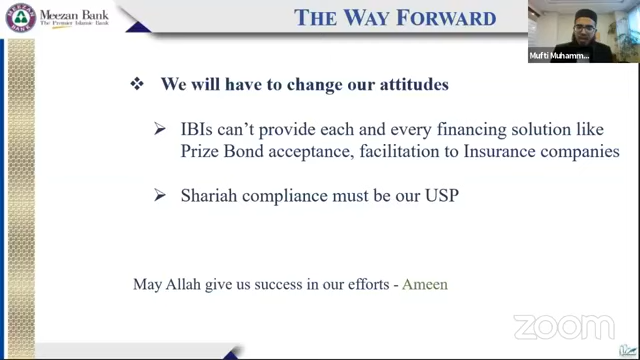 Meezan Bank
The Premier Islamic Bank
THE WAY FORWARD
Mufti Muhamm...
❖ We will have to change our attitudes
➢ IBIs can't provide each and every financing solution like
Prize Bond acceptance, facilitation to Insurance companies
➢ Shariah compliance must be our USP
May Allah give us success in our efforts - Ameen
zoom